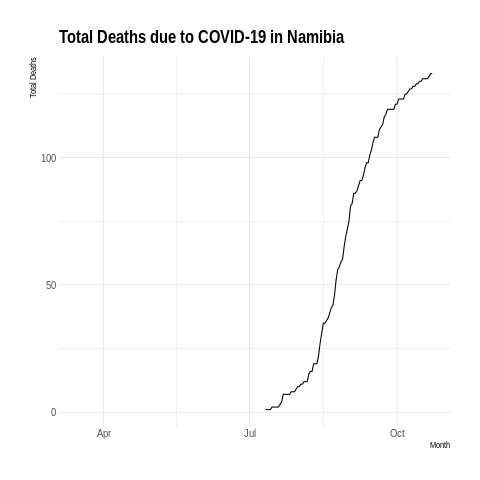 Total Deaths due to COVID-19 in Namibia
Total Deaths
100
50
0
Apr Jul Oct
Month